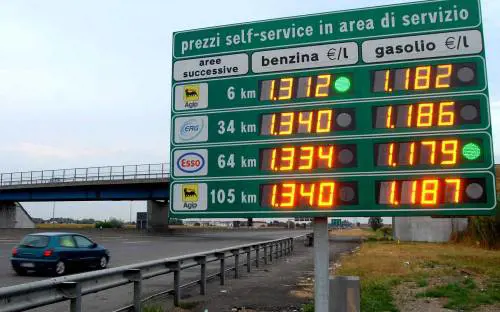 prezzi self-service in area di servizio
aree successive benzina €/l gasolio €/l
Agip 6 km 1.312 1.182
ERG 34 km 1.340 1.186
Esso 64 km 1.334 1.179
Agip 105 km 1.340 1.187